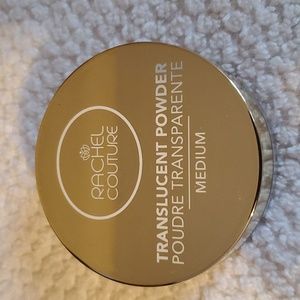 RACHEL
COUTURE
TRANSLUCENT POWDER
POUDRE TRANSPARENTE
MEDIUM